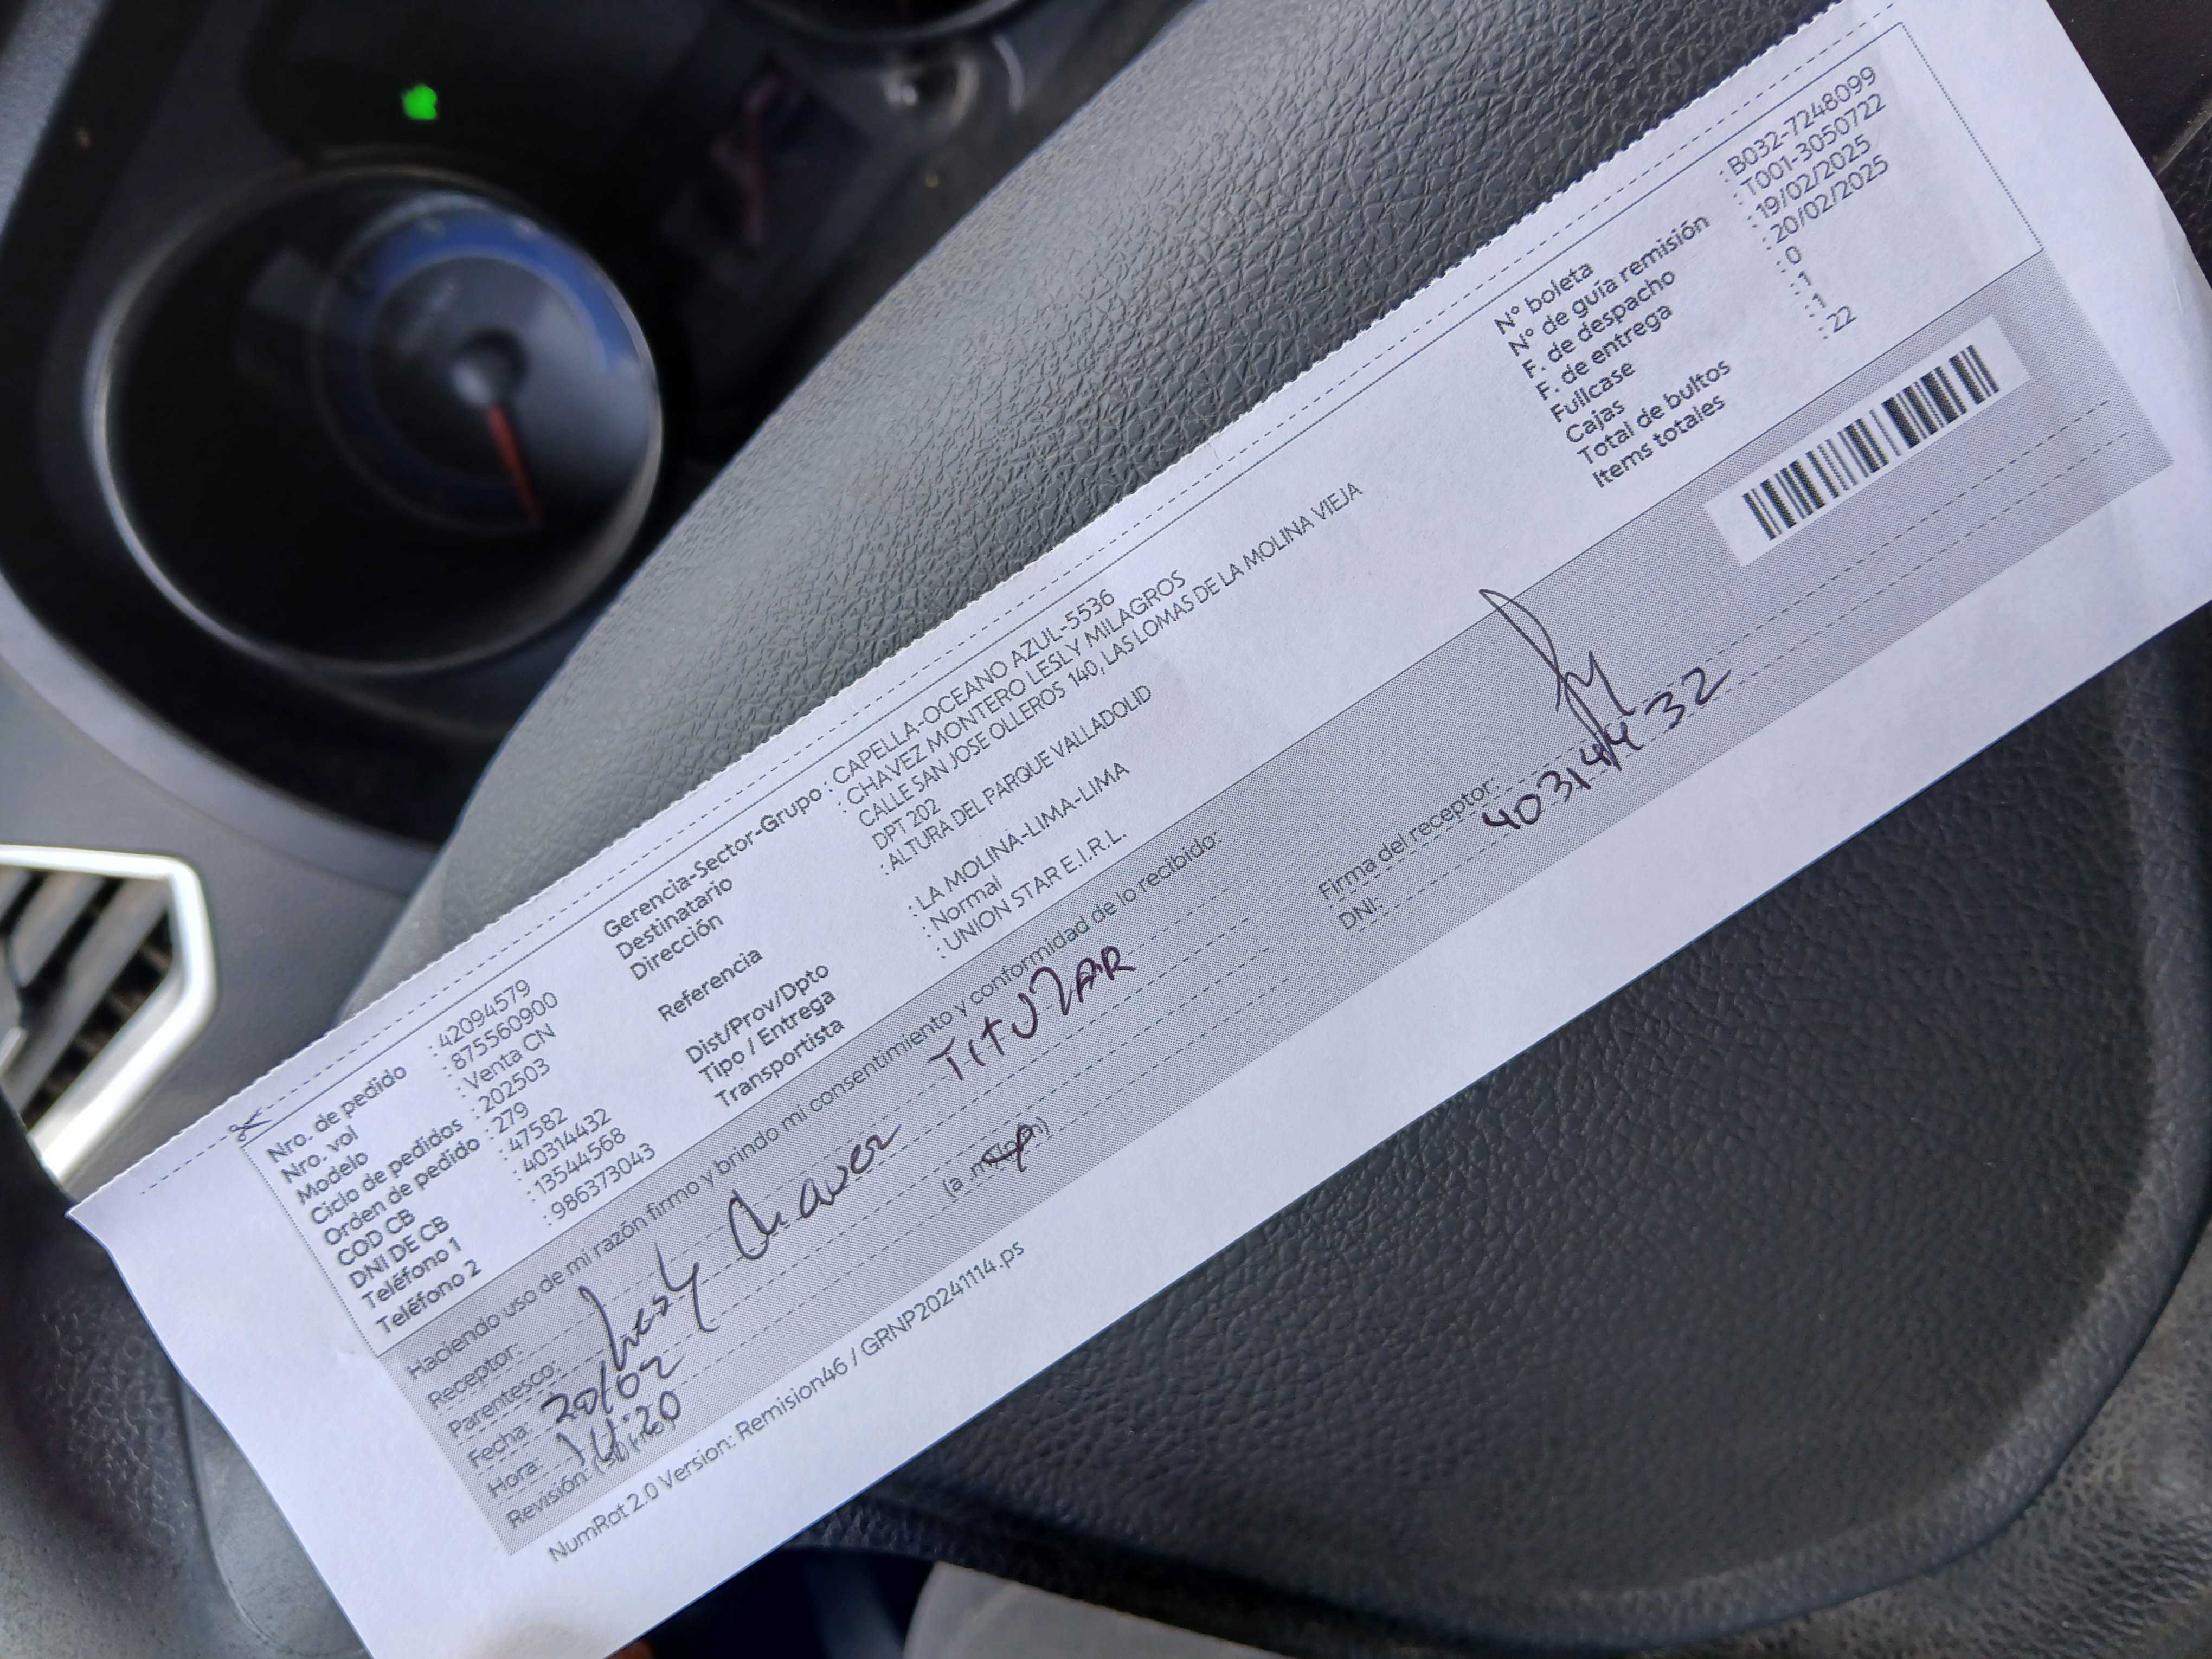 Nro. de pedido : 42094579
Nro. vol : 875560900
Modelo : Venta CN
Ciclo de pedidos : 202503
Orden de pedido : 279
COD CB : 47582
DNI DE CB : 40314432
Teléfono 1 : 13544568
Teléfono 2 : 986373043
Gerencia-Sector-Grupo : CAPELLA-OCEANO AZUL-5536
Destinatario : CHAVEZ MONTERO LESLY MILAGROS
Dirección CALLE SAN JOSE OLLEROS 140, LAS LOMAS DE LA MOLINA VIEJA
DPT 202
Referencia : ALTURA DEL PARQUE VALLADOLID
Dist/Prov/Dpto : LA MOLINA-LIMA-LIMA
Tipo / Entrega : Normal
Transportista : UNION STAR E.I.R.L.
N° boleta : B032-7248099
N° de guía remisión : T001-3050722
F. de despacho : 19/02/2025
F. de entrega : 20/02/2025
Fullcase : 0
Cajas : 1
Total de bultos : 1
Items totales : 22
Haciendo uso de mi razón firmo y brindo mi consentimiento y conformidad de lo recibido:
Receptor: Chavez
Parentesco: TITULAR
Fecha: 20/02
Hora: 14:20 (a.m/p.m)
Revisión:
Firma del receptor:
DNI: 40314432
NumRot 2.0 Version: Remision46 / GRNP20241114.ps